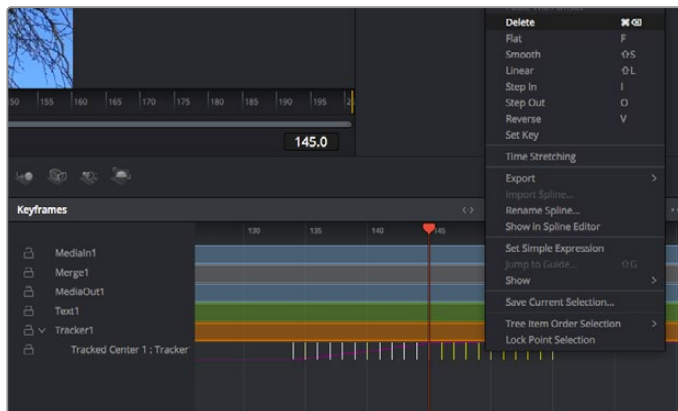 Delete ⌘⌫
Flat F
Smooth ⇧S
Linear ⇧L
Step In I
Step Out O
Reverse V
Set Key
Time Stretching
Export >
Import Spline...
Rename Spline...
Show in Spline Editor
Set Simple Expression
Jump to Guide... ⇧G
Show >
Save Current Selection...
Tree Item Order Selection >
Lock Point Selection
50 155 160 165 170 175 180 185 190 195
145.0
Keyframes
130 135 140 145
MediaIn1
Merge1
MediaOut1
Text1
Tracker1
Tracked Center 1 : Tracker